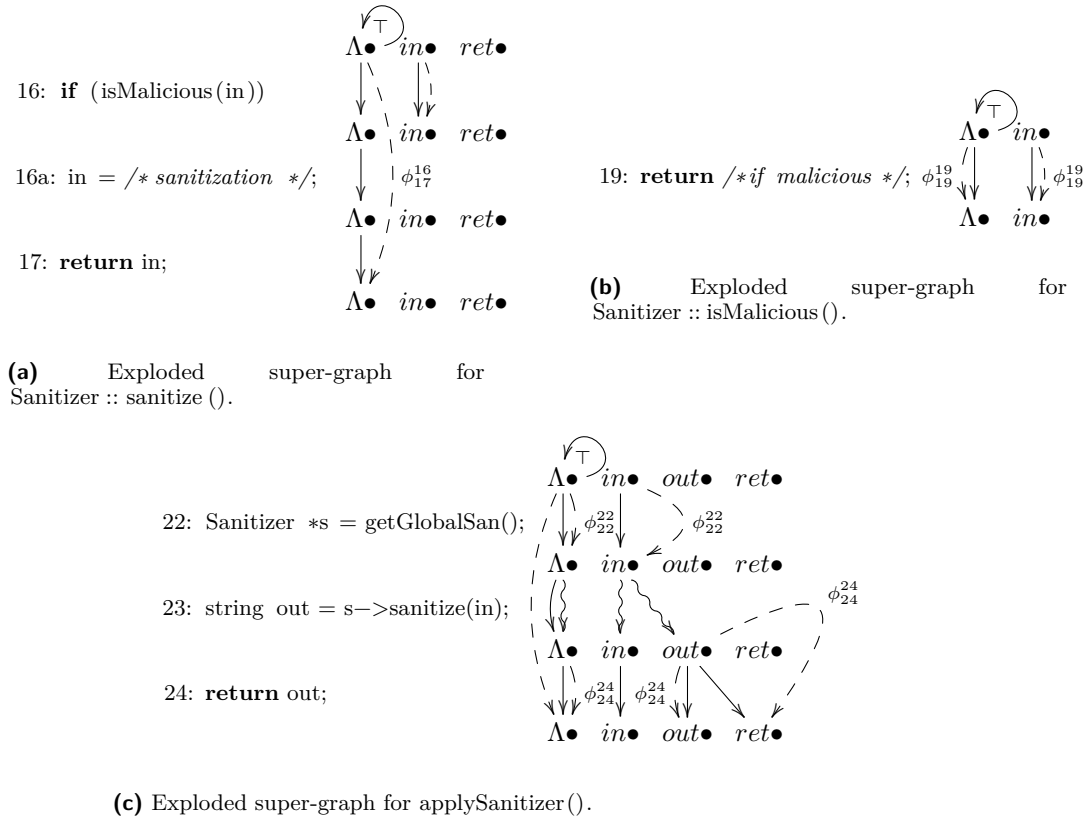 ⊤
Λ● in● ret●
16: if (isMalicious(in))
Λ● in● ret●
16a: in = /* sanitization */; ϕ¹⁶₁₇
Λ● in● ret●
17: return in;
Λ● in● ret●
(a) Exploded super-graph for
Sanitizer :: sanitize ().
⊤
Λ● in●
19: return /*if malicious */; ϕ¹⁹₁₉ ϕ¹⁹₁₉
Λ● in●
(b) Exploded super-graph for
Sanitizer :: isMalicious().
⊤
Λ● in● out● ret●
22: Sanitizer *s = getGlobalSan(); ϕ²²₂₂ ϕ²²₂₂
Λ● in● out● ret●
23: string out = s−>sanitize(in); ϕ²⁴₂₄
Λ● in● out● ret●
24: return out; ϕ²⁴₂₄ ϕ²⁴₂₄
Λ● in● out● ret●
(c) Exploded super-graph for applySanitizer().